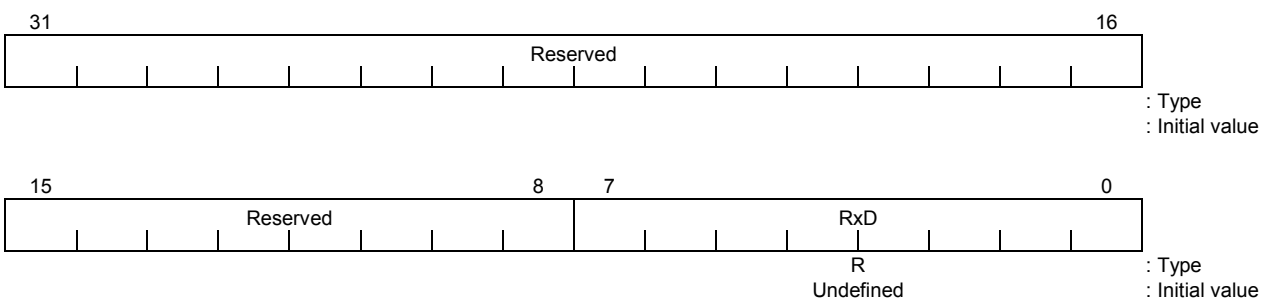 31 16
Reserved
: Type
: Initial value
15 8 7 0
Reserved RxD
R : Type
Undefined : Initial value